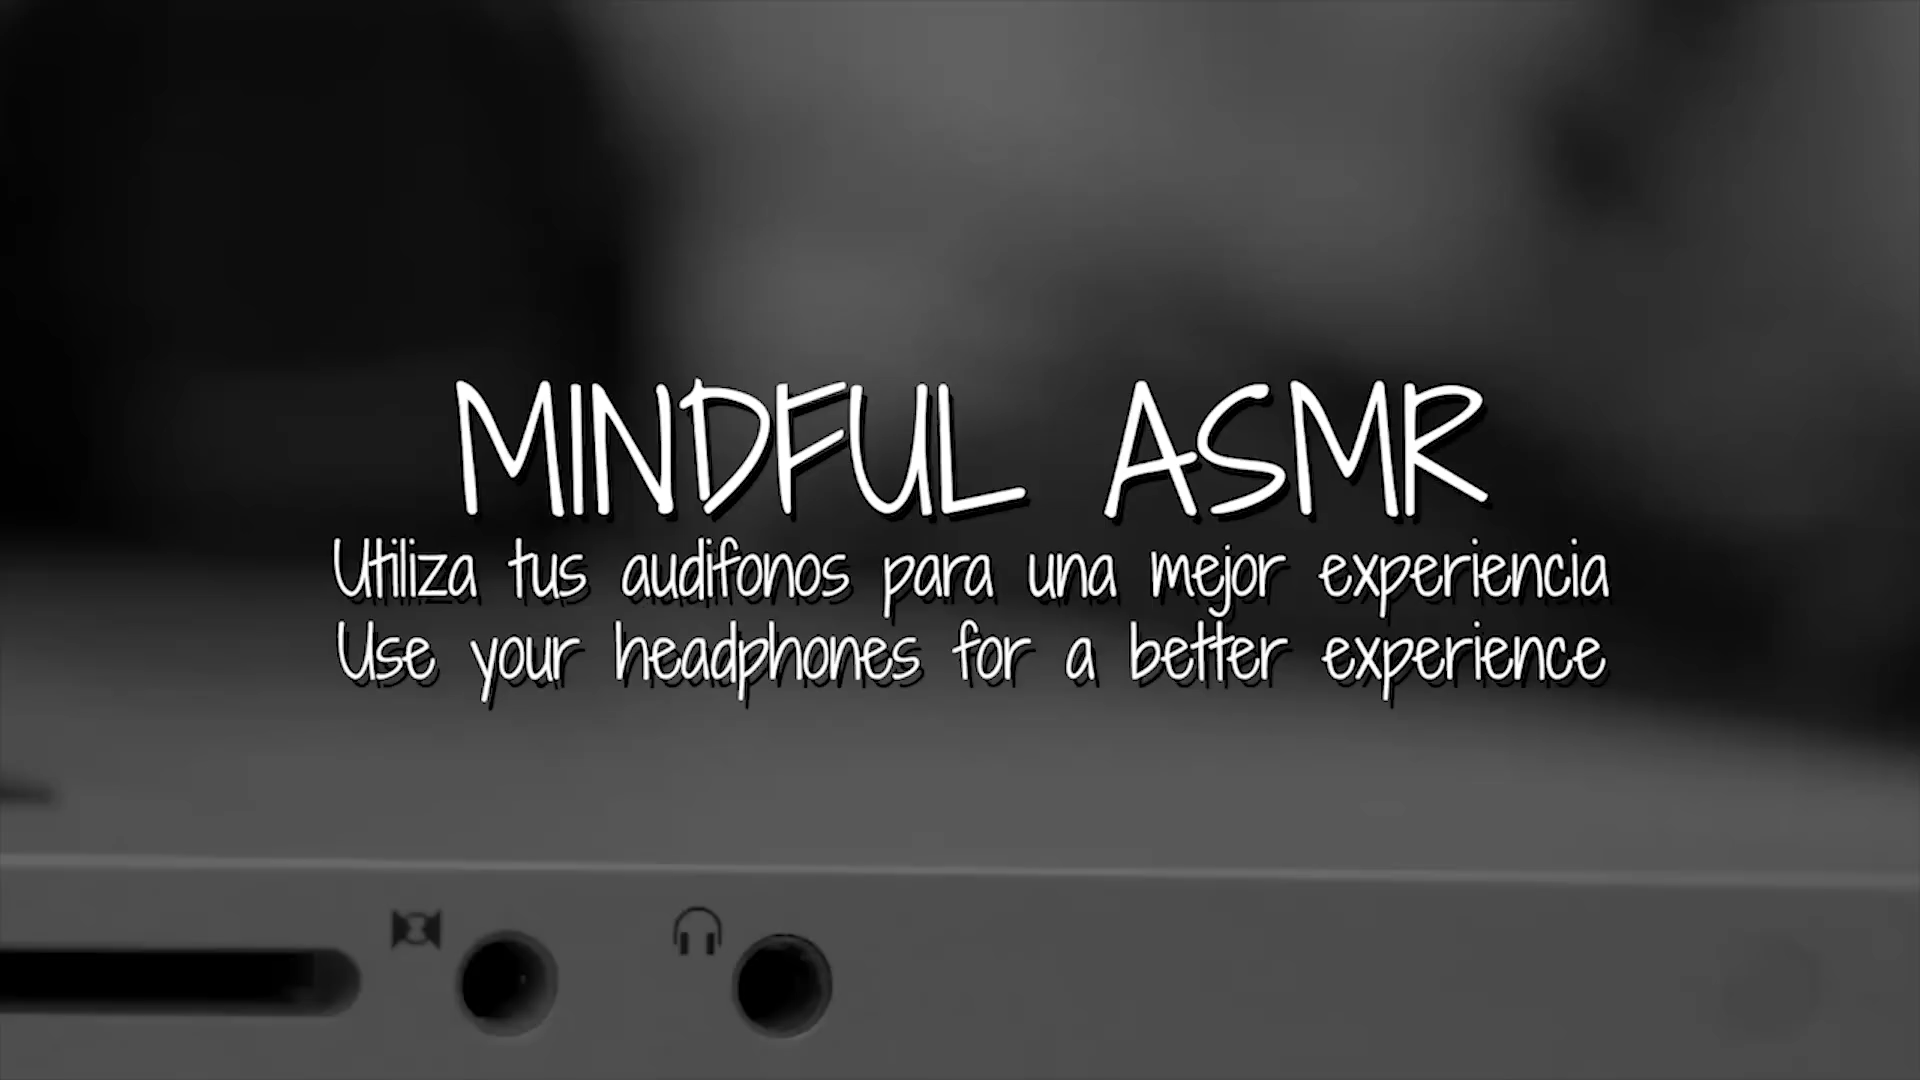 MINDFUL ASMR
Utiliza tus audifonos para una mejor experiencia
Use your headphones for a better experience